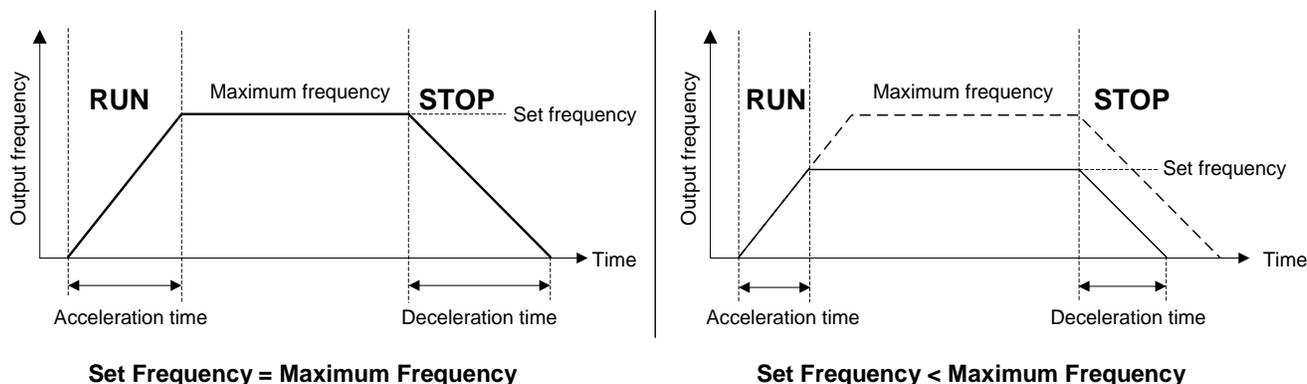 Output frequency
RUN
Maximum frequency
STOP
Set frequency
Time
Acceleration time
Deceleration time
Set Frequency = Maximum Frequency
Output frequency
RUN
Maximum frequency
STOP
Set frequency
Time
Acceleration time
Deceleration time
Set Frequency < Maximum Frequency